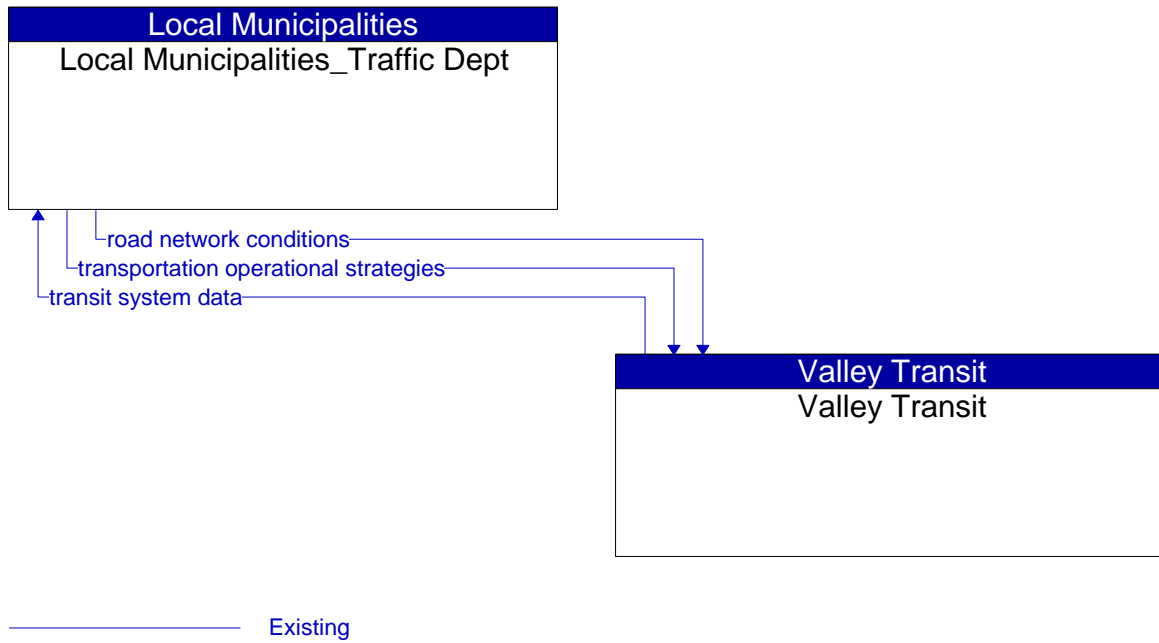 Local Municipalities
Local Municipalities_Traffic Dept
road network conditions
transportation operational strategies
transit system data
Valley Transit
Valley Transit
Existing